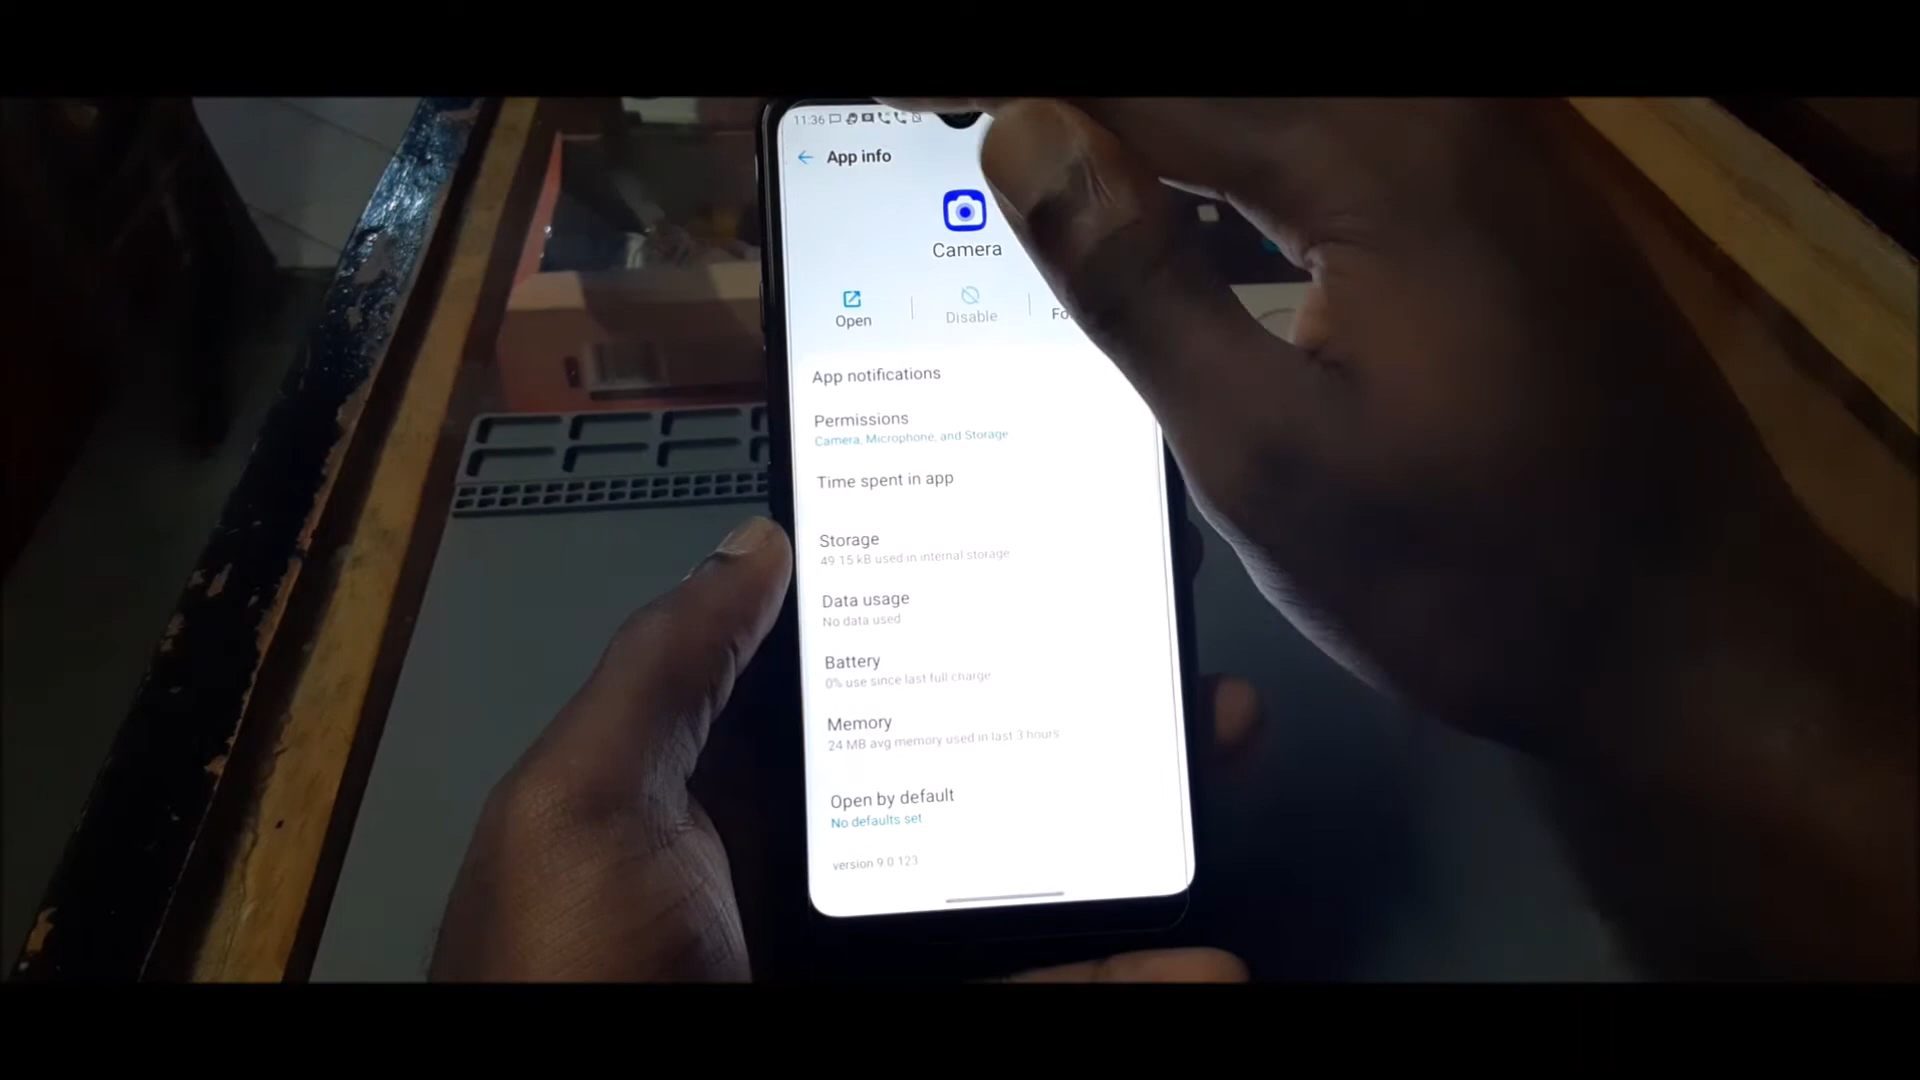 11:36
App info
Camera
Open
Disable
Fo
App notifications
Permissions
Camera, Microphone, and Storage
Time spent in app
Storage
49.15 kB used in internal storage
Data usage
No data used
Battery
0% use since last full charge
Memory
24 MB avg memory used in last 3 hours
Open by default
No defaults set
version 9.0.123